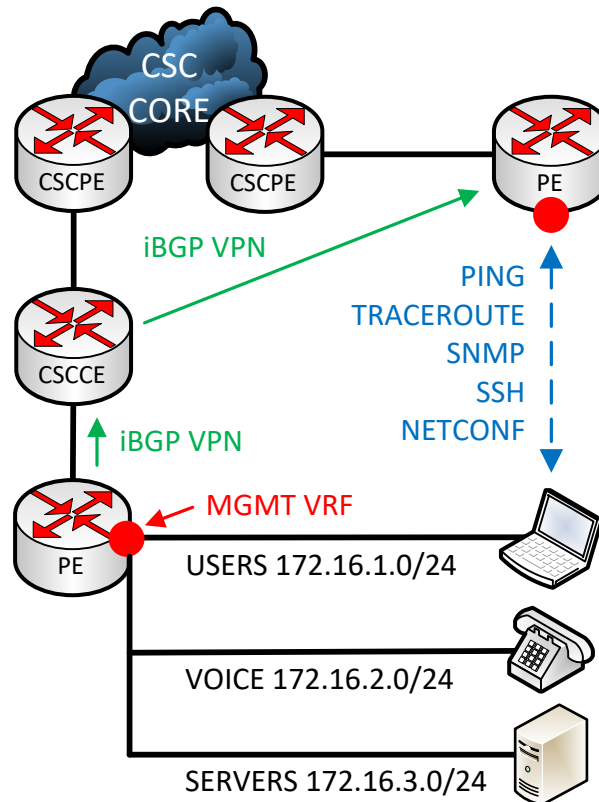 CSC
CORE
CSCPE
CSCPE
PE
iBGP VPN
PING
TRACEROUTE
SNMP
SSH
NETCONF
CSCCE
iBGP VPN
MGMT VRF
PE
USERS 172.16.1.0/24
VOICE 172.16.2.0/24
SERVERS 172.16.3.0/24